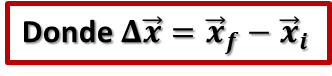 Donde Δx⃗ = x⃗f − x⃗i